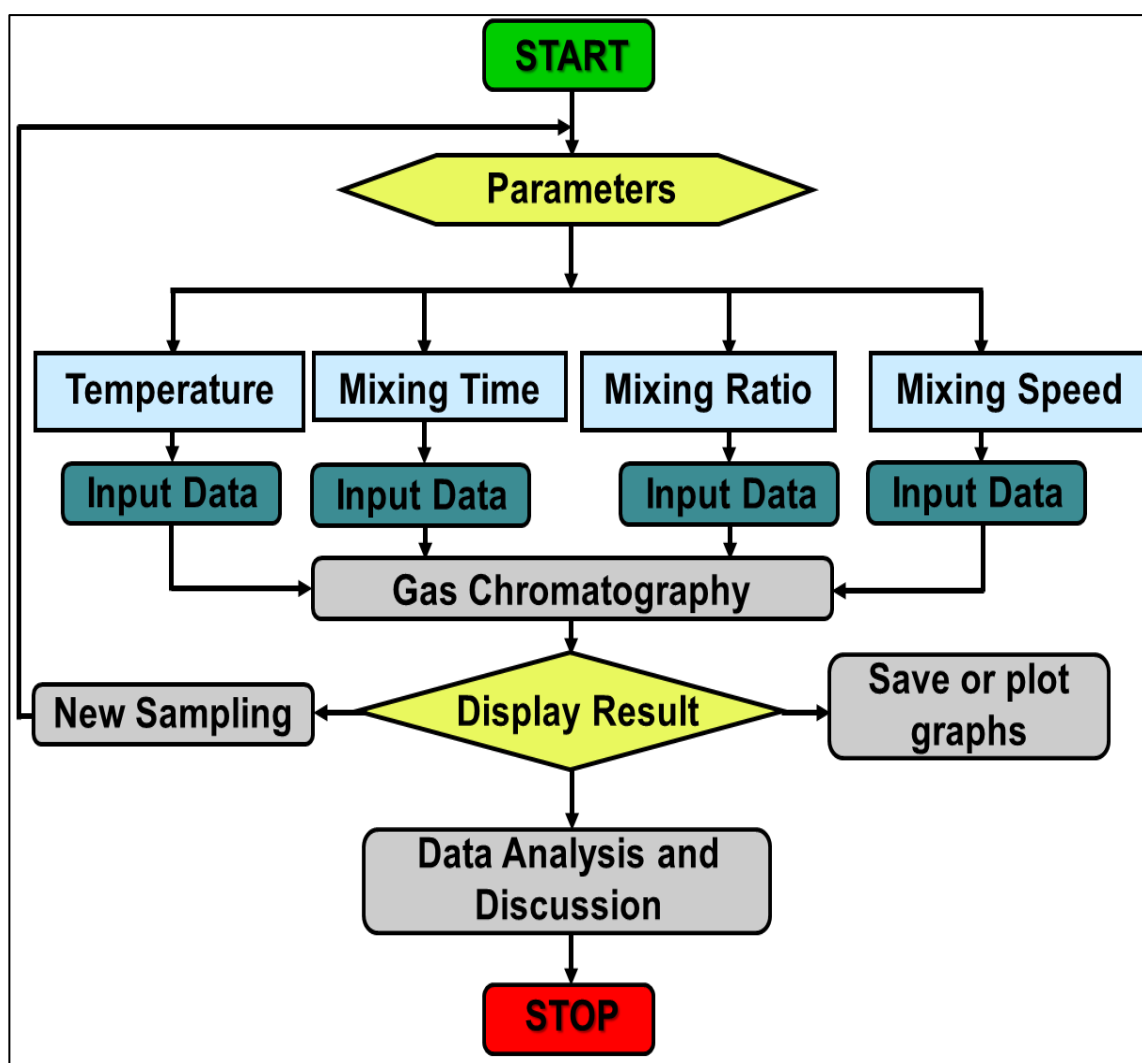 START
Parameters
Temperature
Mixing Time
Mixing Ratio
Mixing Speed
Input Data
Input Data
Input Data
Input Data
Gas Chromatography
New Sampling
Display Result
Save or plot
graphs
Data Analysis and
Discussion
STOP